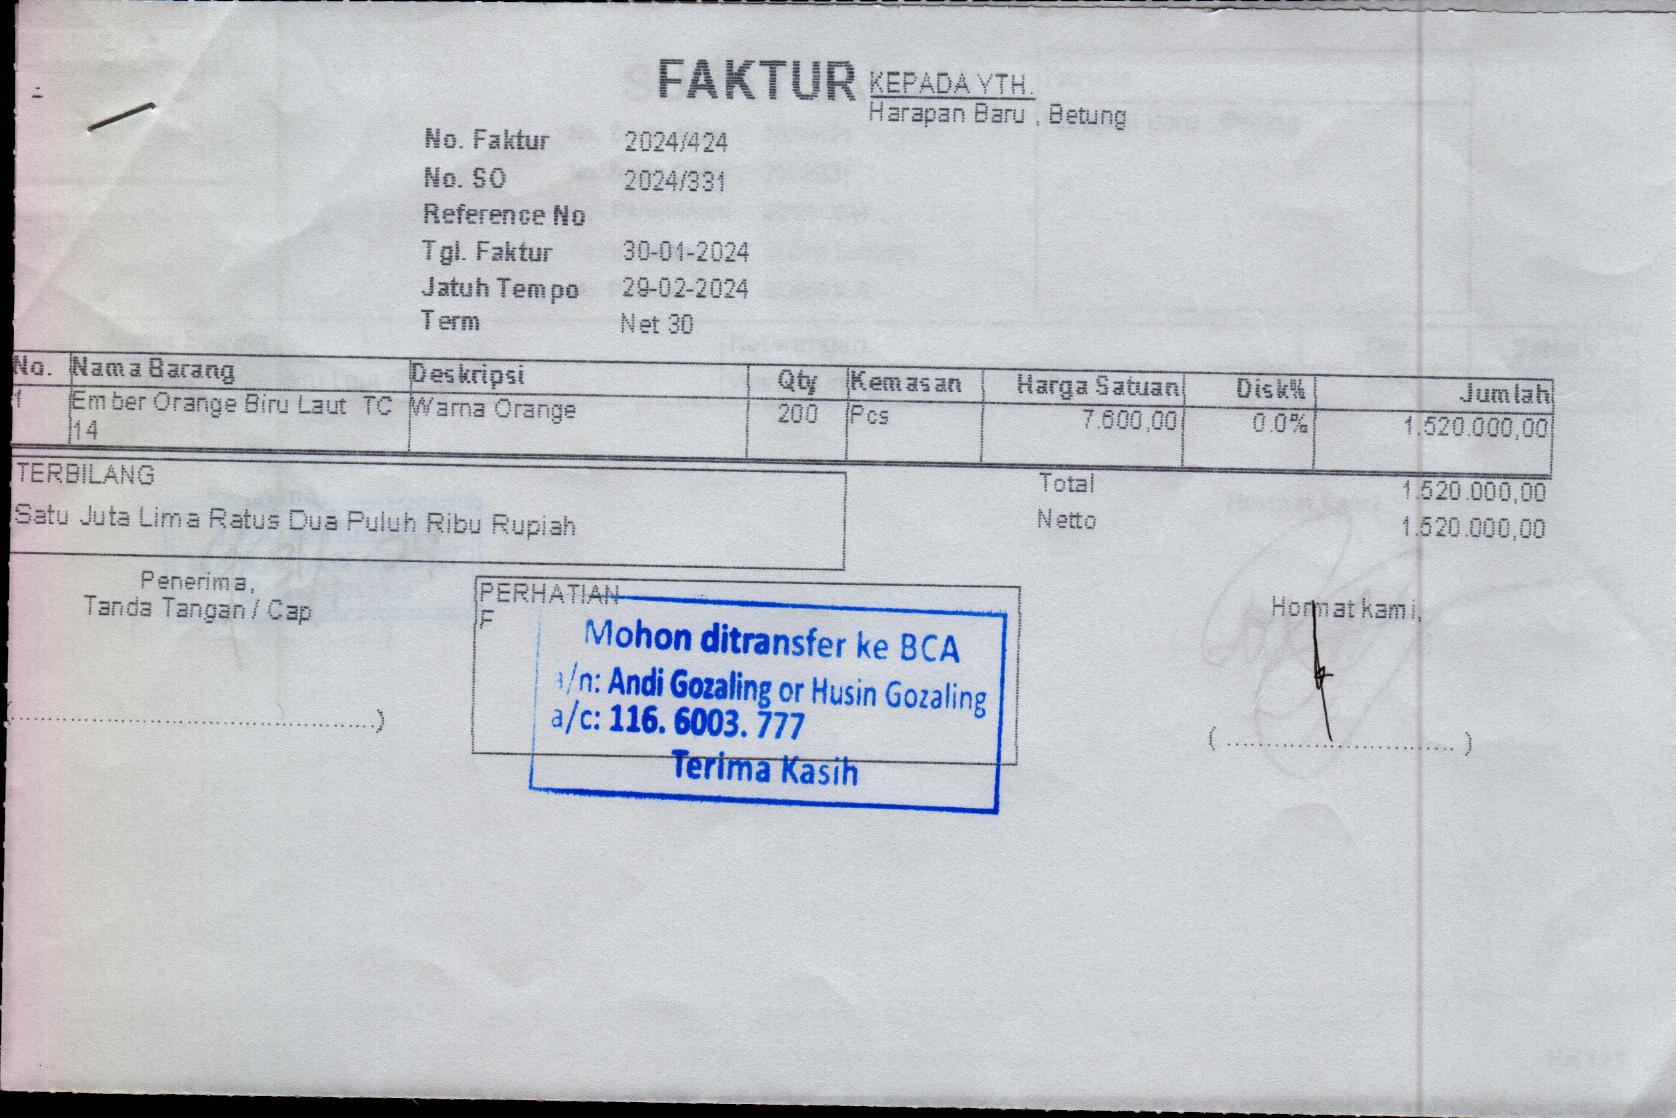 FAKTUR
KEPADA YTH.
Harapan Baru , Betung
No. Faktur 2024/424
No. SO 2024/331
Reference No
Tgl. Faktur 30-01-2024
Jatuh Tempo 29-02-2024
Term Net 30
No. Nama Barang Deskripsi Qty Kemasan Harga Satuan Disk% Jumlah
1 Ember Orange Biru Laut TC Warna Orange 200 Pcs 7.600,00 0.0% 1.520.000,00
14
TERBILANG
Satu Juta Lima Ratus Dua Puluh Ribu Rupiah
Total 1.520.000,00
Netto 1.520.000,00
Penerima,
Tanda Tangan / Cap
(.................................................)
PERHATIAN
F
Mohon ditransfer ke BCA
a/n: Andi Gozaling or Husin Gozaling
a/c: 116. 6003. 777
Terima Kasih
Hormat kami,
( ............................... )